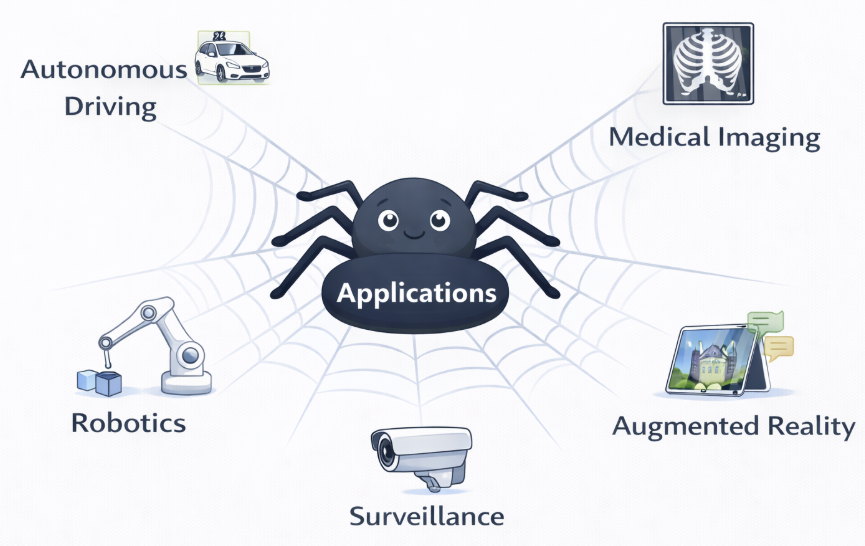 Autonomous
Driving
Medical Imaging
Applications
Robotics
Augmented Reality
Surveillance